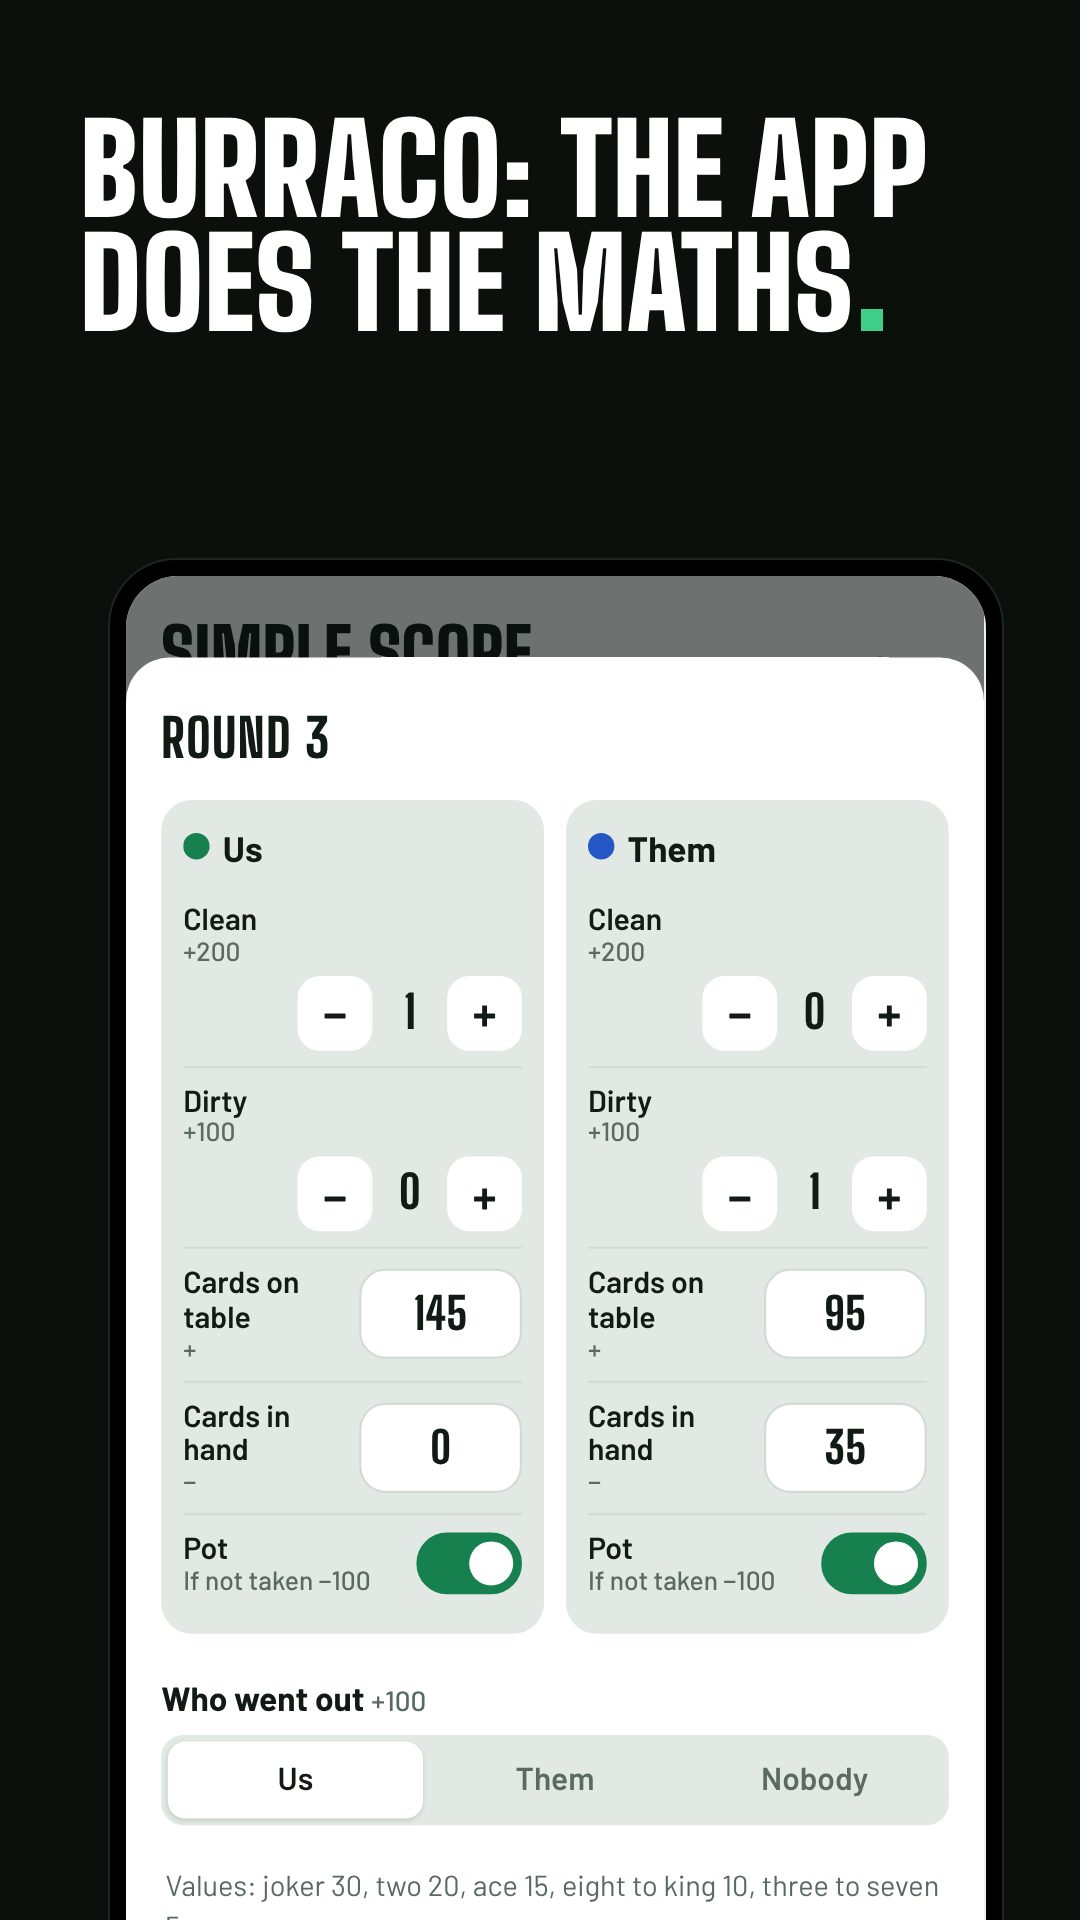 BURRACO: THE APP
DOES THE MATHS.
SIMPLE SCORE
ROUND 3
Us
Clean
+200
− 1 +
Dirty
+100
− 0 +
Cards on
table
+
145
Cards in
hand
−
0
Pot
If not taken −100
Them
Clean
+200
− 0 +
Dirty
+100
− 1 +
Cards on
table
+
95
Cards in
hand
−
35
Pot
If not taken −100
Who went out +100
Us Them Nobody
Values: joker 30, two 20, ace 15, eight to king 10, three to seven